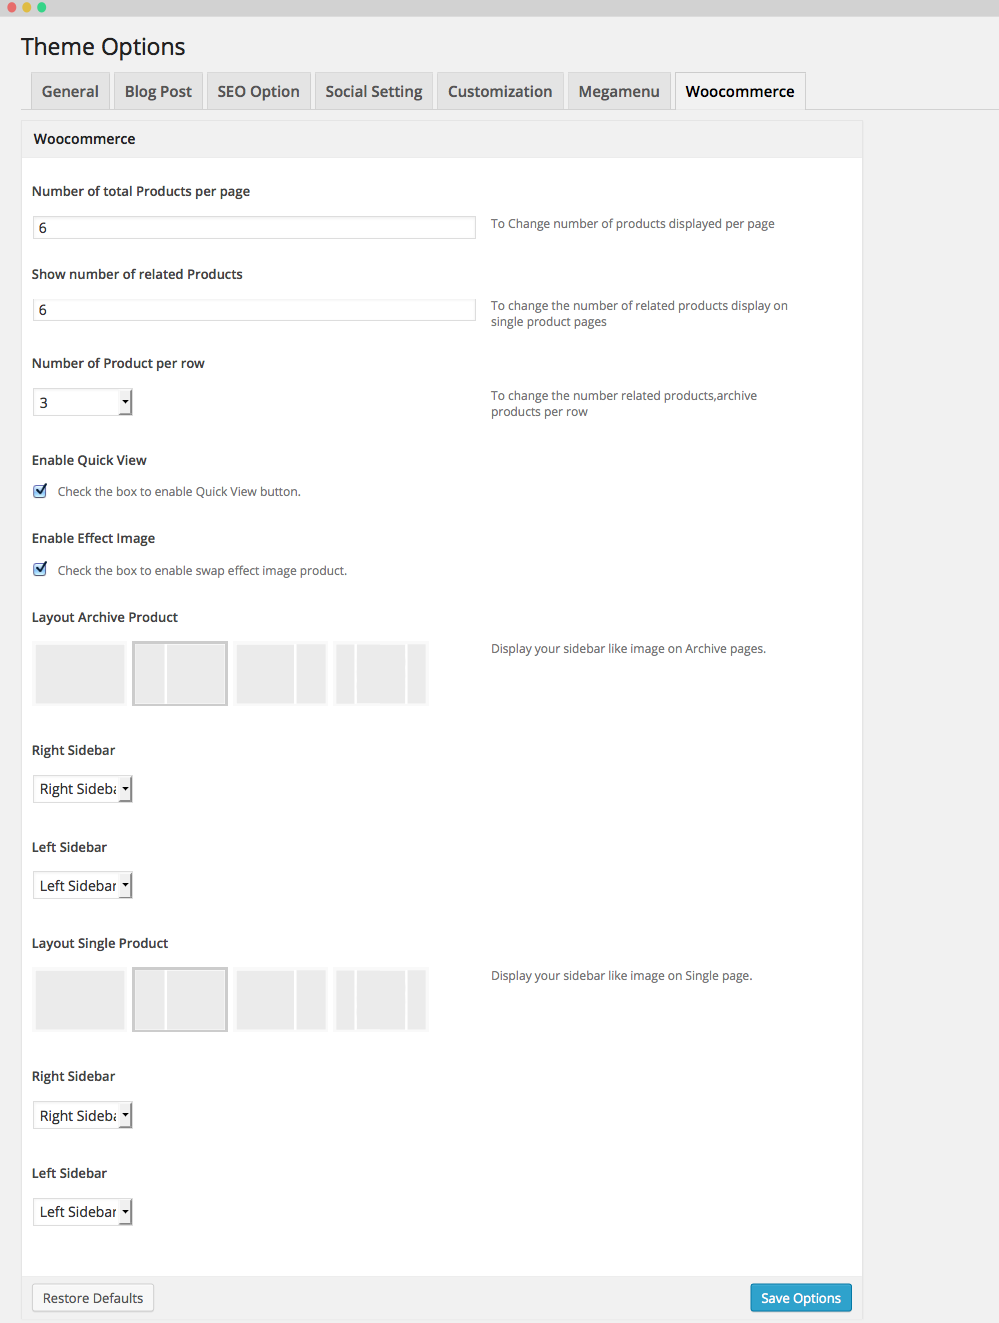 Theme Options
General
Blog Post
SEO Option
Social Setting
Customization
Megamenu
Woocommerce
Woocommerce
Number of total Products per page
6
To Change number of products displayed per page
Show number of related Products
6
To change the number of related products display on
single product pages
Number of Product per row
3
To change the number related products,archive
products per row
Enable Quick View
Check the box to enable Quick View button.
Enable Effect Image
Check the box to enable swap effect image product.
Layout Archive Product
Display your sidebar like image on Archive pages.
Right Sidebar
Right Sideba
Left Sidebar
Left Sidebar
Layout Single Product
Display your sidebar like image on Single page.
Right Sidebar
Right Sideba
Left Sidebar
Left Sidebar
Restore Defaults
Save Options